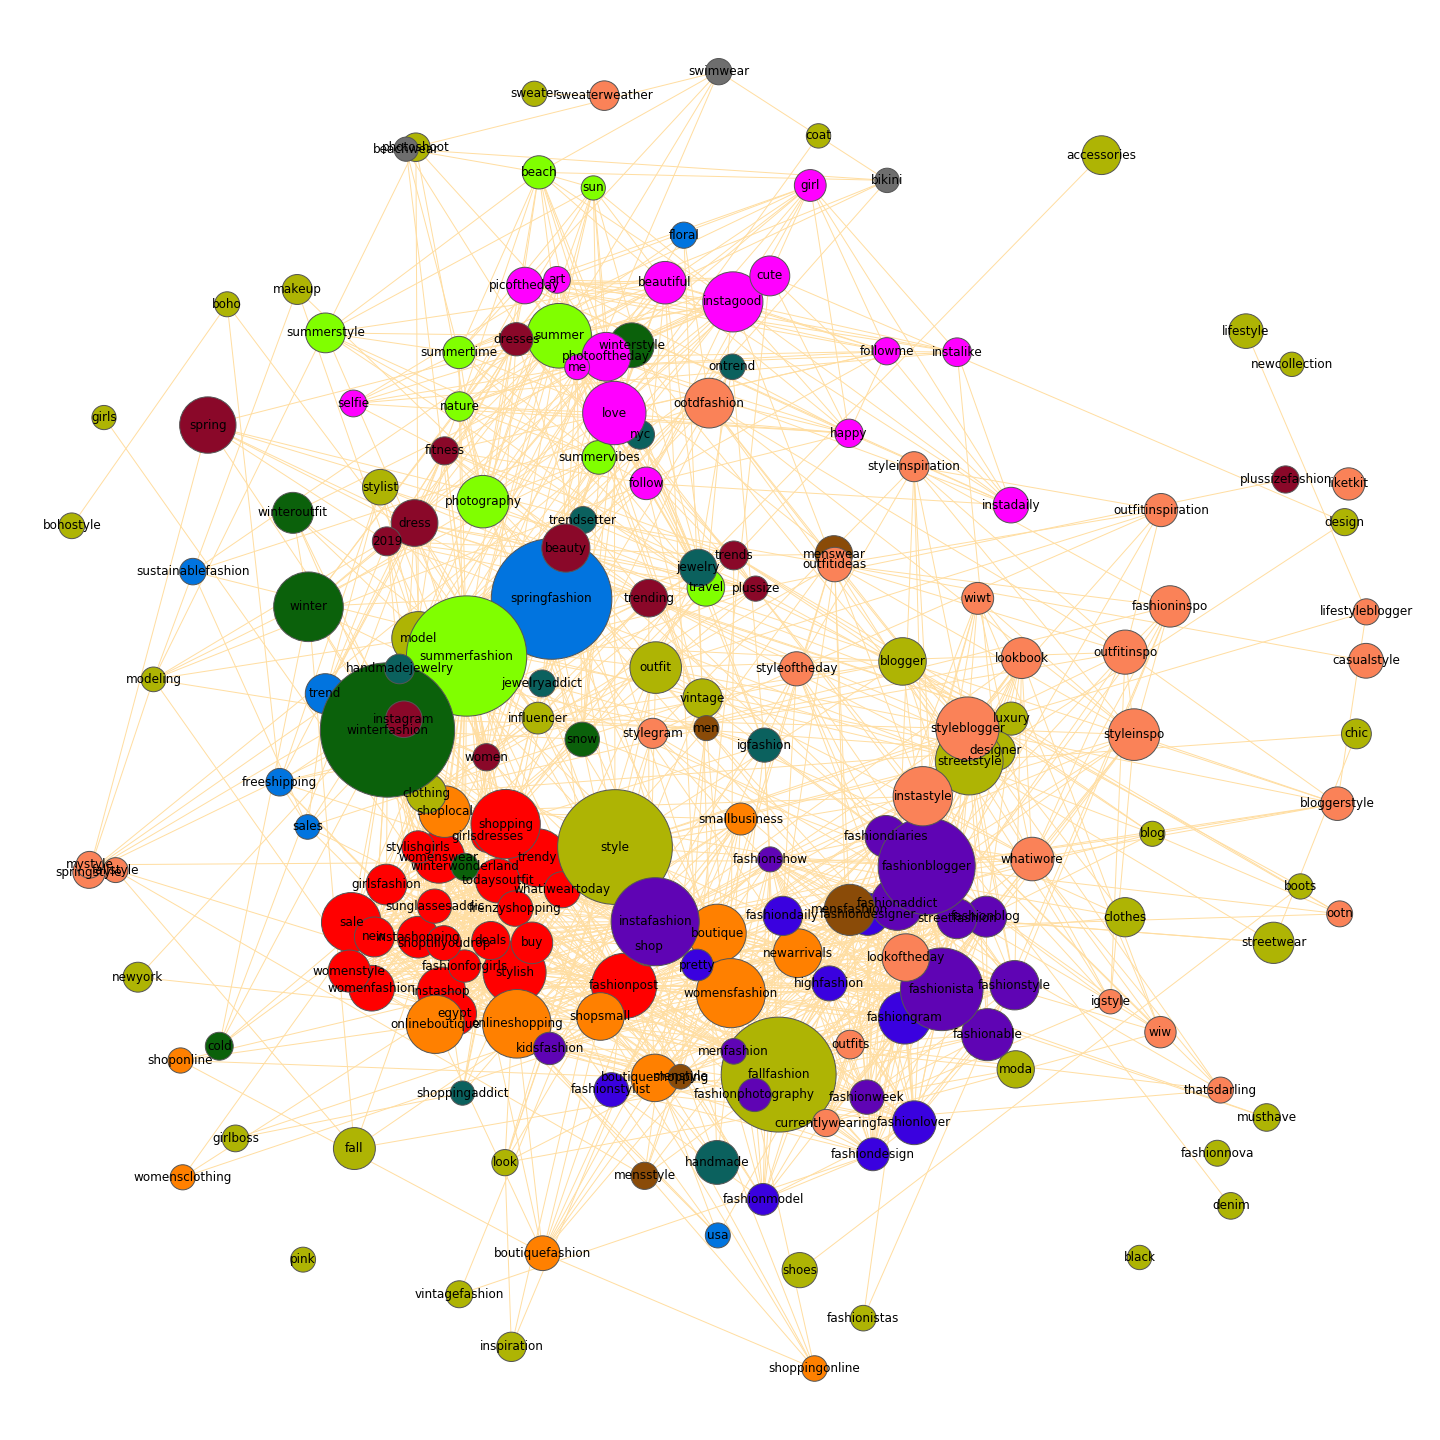 swimwear
sweater
sweaterweather
coat
photoshoot
beachwear
accessories
beach
sun
girl
bikini
floral
cute
art
beautiful
picoftheday
makeup
instagood
boho
summerstyle
lifestyle
summer
dresses
winterstyle
summertime
photooftheday
followme
instalike
me
ontrend
newcollection
selfie
nature
ootdfashion
love
girls
spring
nyc
happy
fitness
summervibes
styleinspiration
plussizefashion
follow
liketkit
stylist
photography
instadaily
outfitinspiration
winteroutfit
bohostyle
dress
trendsetter
design
2019
beauty
trends
menswear
outfitideas
jewelry
sustainablefashion
travel
plussize
springfashion
trending
wiwt
winter
fashioninspo
lifestyleblogger
model
outfitinspo
summerfashion
lookbook
blogger
casualstyle
handmadejewelry
outfit
styleoftheday
modeling
jewelryaddict
trend
vintage
instagram
influencer
luxury
winterfashion
men
styleblogger
stylegram
styleinspo
chic
snow
igfashion
designer
women
streetstyle
freeshipping
clothing
instastyle
bloggerstyle
shoplocal
smallbusiness
shopping
sales
girlsdresses
fashiondiaries
blog
stylishgirls
style
womenswear
trendy
fashionshow
whatiwore
mystyle
winterwonderland
fashionblogger
springstyle
todaysoutfit
girlsfashion
whatiweartoday
boots
fashionaddict
sunglassesaddic
frenzyshopping
mensfashion
ootn
fashiondaily
fashiondesigner
streetfashion
fashionblog
clothes
sale
instafashion
new
instashopping
boutique
deals
buy
shop
streetwear
newarrivals
lookoftheday
pretty
fashionforgirls
womenstyle
stylish
newyork
highfashion
fashionpost
fashionstyle
womenfashion
instashop
womensfashion
fashionista
igstyle
egypt
shopsmall
fashiongram
onlineboutique
onlineshopping
wiw
fashionable
outfits
cold
kidsfashion
menfashion
shoponline
moda
fallfashion
boutiqueshopping
menstyle
fashionstylist
thatsdarling
shoppingaddict
fashionphotography
fashionweek
musthave
currentlywearing
fashionlover
girlboss
fall
fashionnova
fashiondesign
look
handmade
mensstyle
womensclothing
fashionmodel
denim
usa
boutiquefashion
black
pink
shoes
vintagefashion
fashionistas
inspiration
shoppingonline